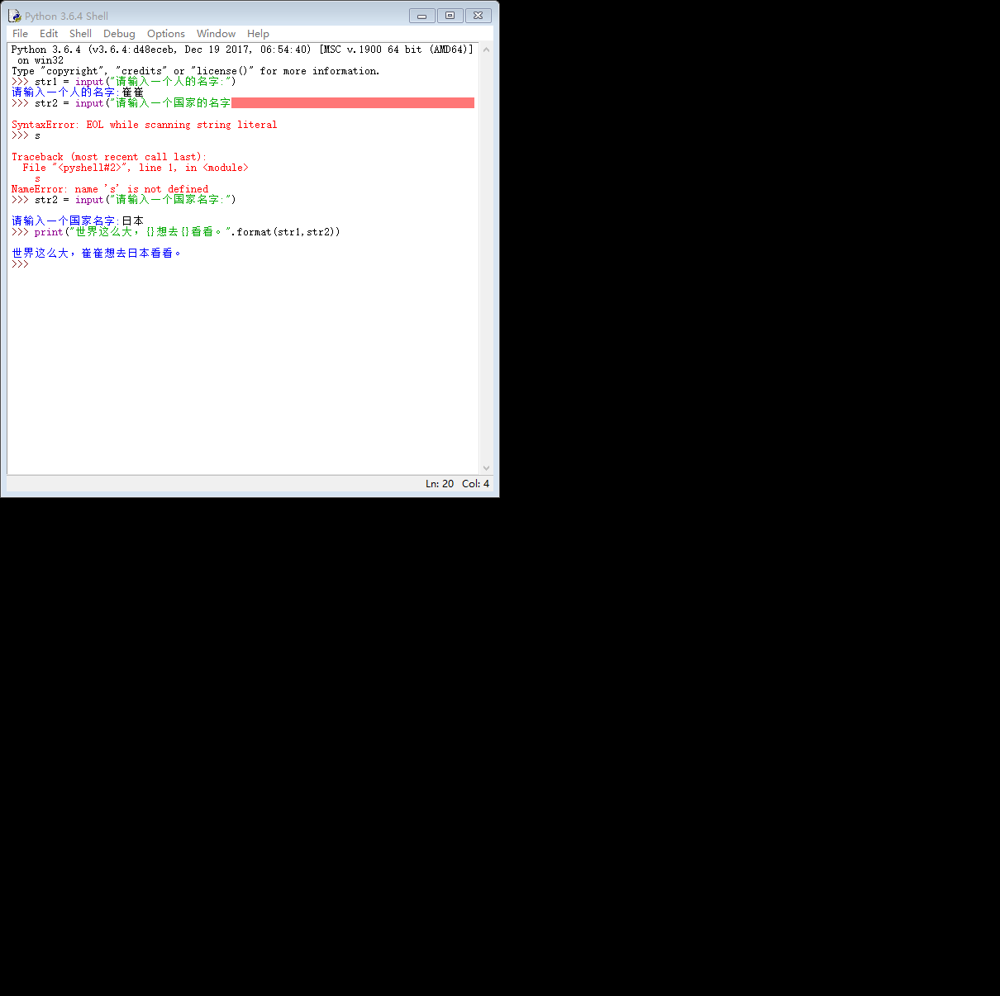 Python 3.6.4 Shell
File Edit Shell Debug Options Window Help
Python 3.6.4 (v3.6.4:d48eceb, Dec 19 2017, 06:54:40) [MSC v.1900 64 bit (AMD64)]
on win32
Type "copyright", "credits" or "license()" for more information.
>>> str1 = input("请输入一个人的名字:")
请输入一个人的名字:崔崔
>>> str2 = input("请输入一个国家的名字
SyntaxError: EOL while scanning string literal
>>> s
Traceback (most recent call last):
  File "<pyshell#2>", line 1, in <module>
    s
NameError: name 's' is not defined
>>> str2 = input("请输入一个国家名字:")
请输入一个国家名字:日本
>>> print("世界这么大，{}想去{}看看。".format(str1,str2))
世界这么大，崔崔想去日本看看。
>>>
Ln: 20 Col: 4